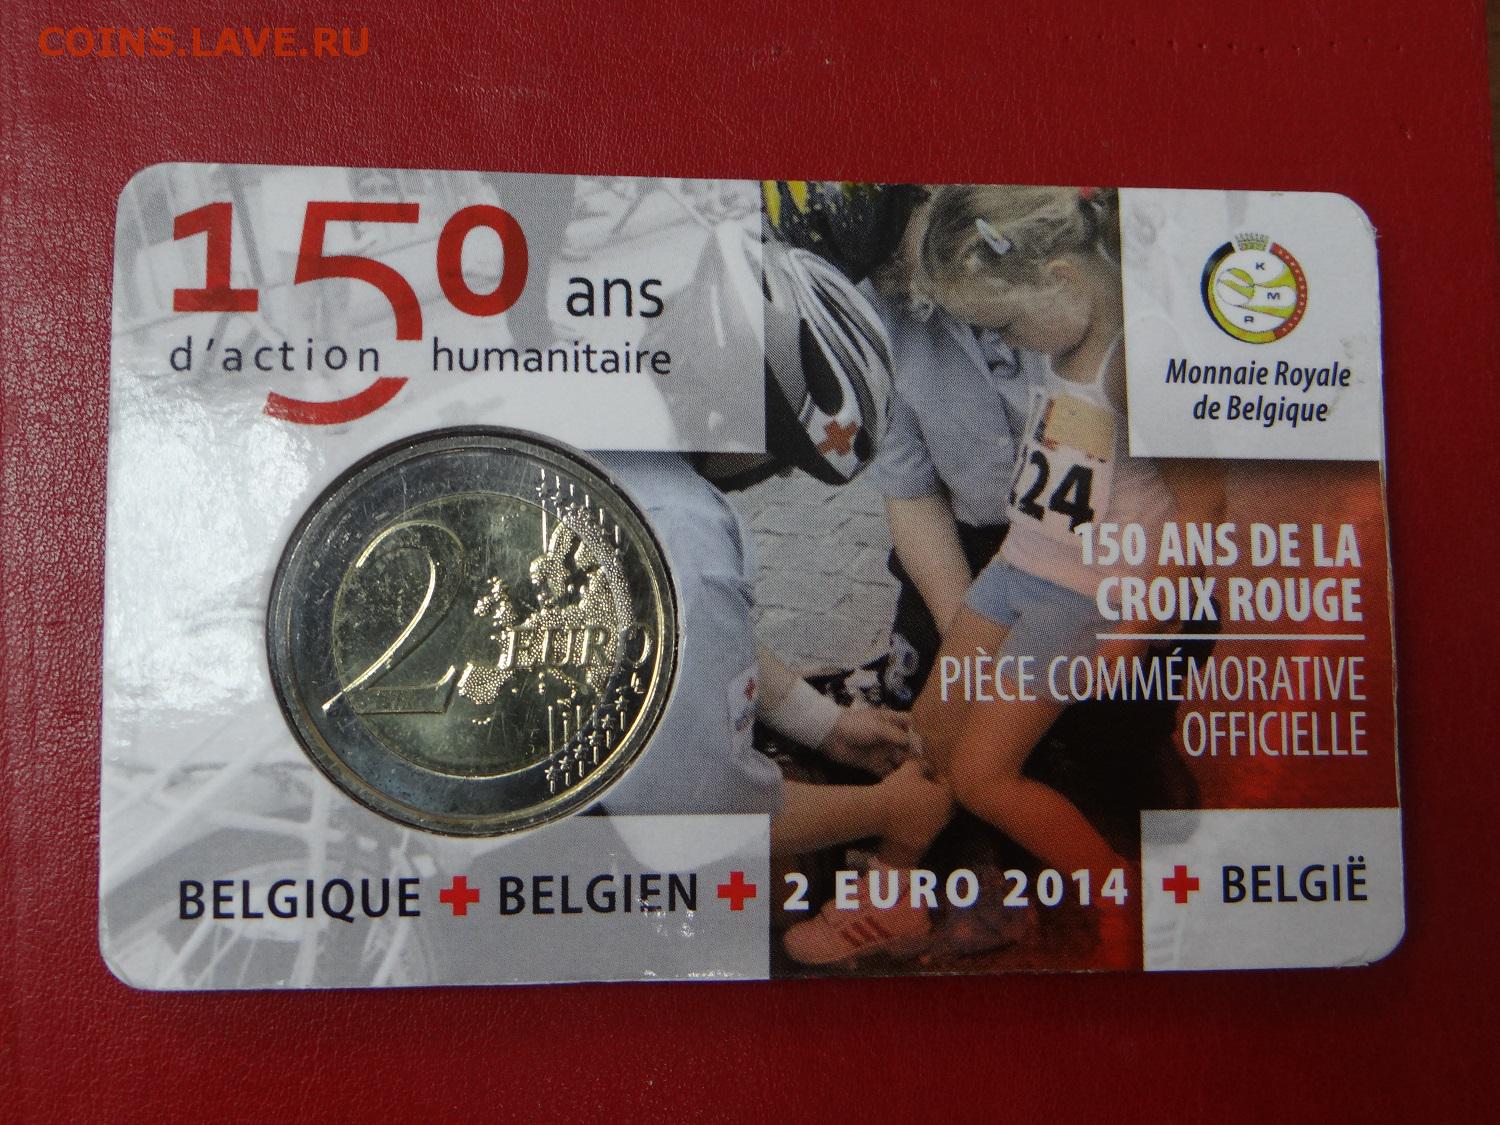 COINS.LAVE.RU
150 ans
d'action humanitaire
K
M
R
Monnaie Royale
de Belgique
2 EURO
124
150 ANS DE LA
CROIX ROUGE
PIÈCE COMMÉMORATIVE
OFFICIELLE
BELGIQUE + BELGIEN + 2 EURO 2014 + BELGIË